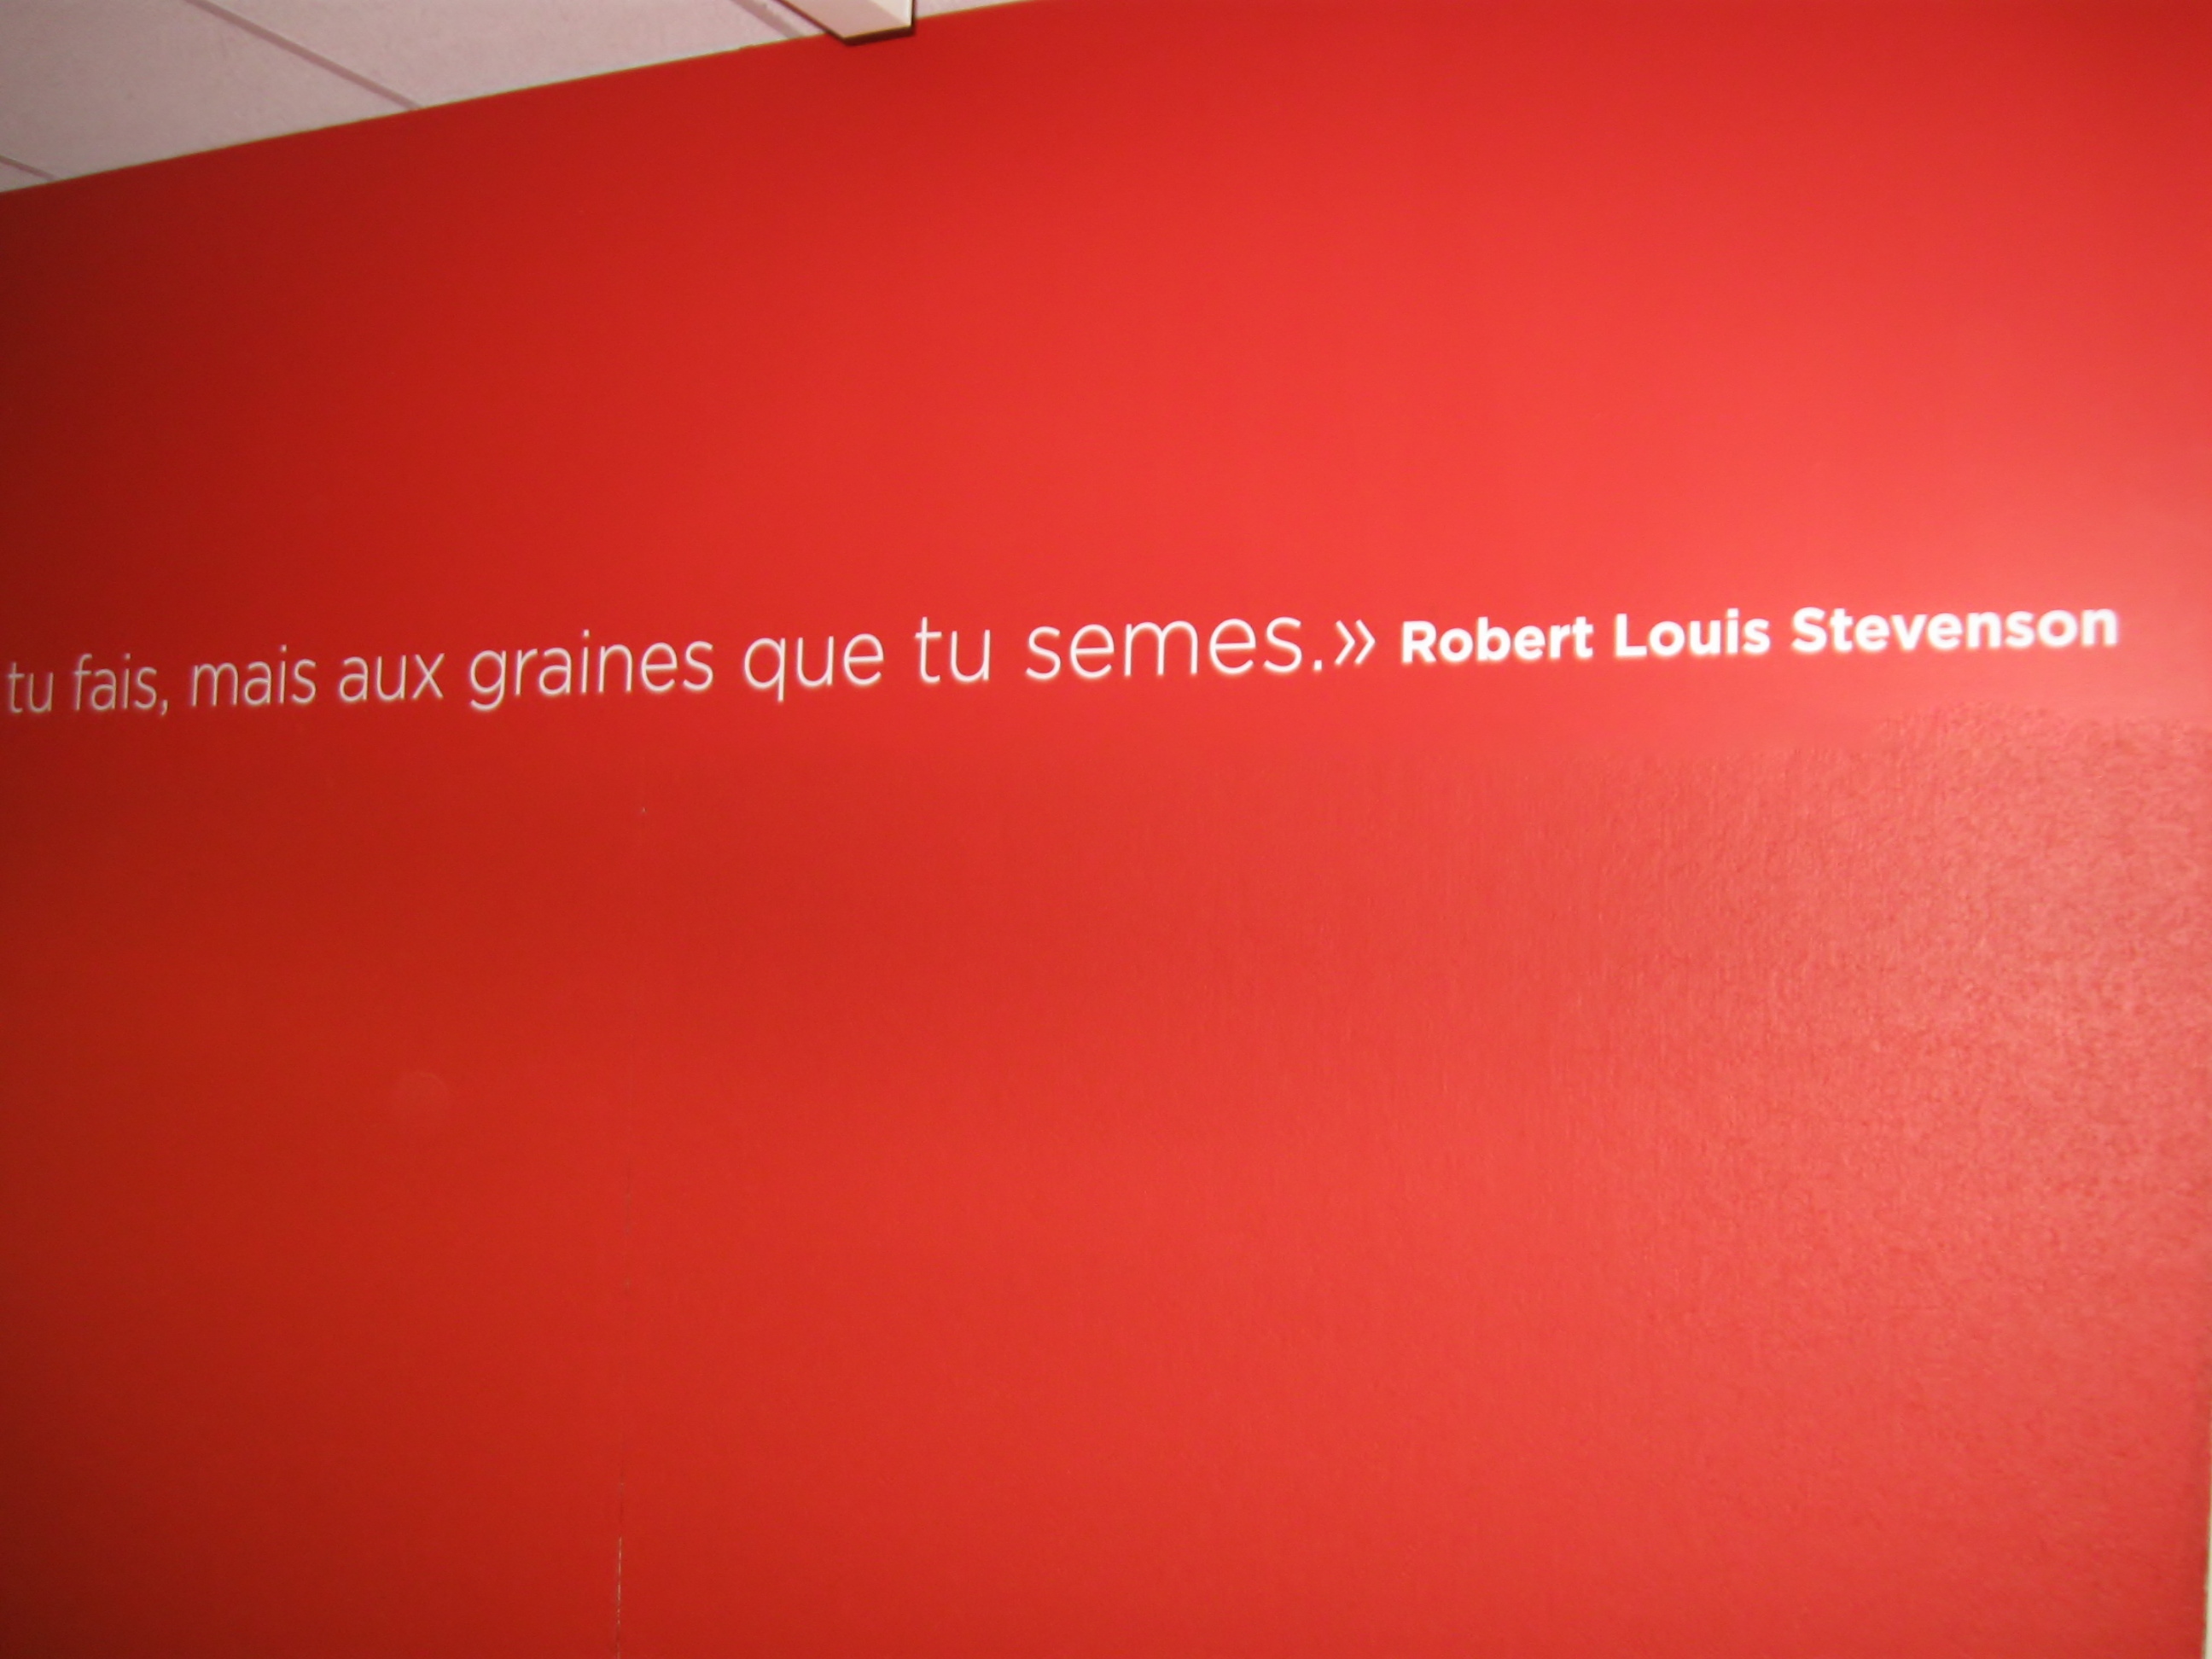 tu fais, mais aux graines que tu semes.» Robert Louis Stevenson